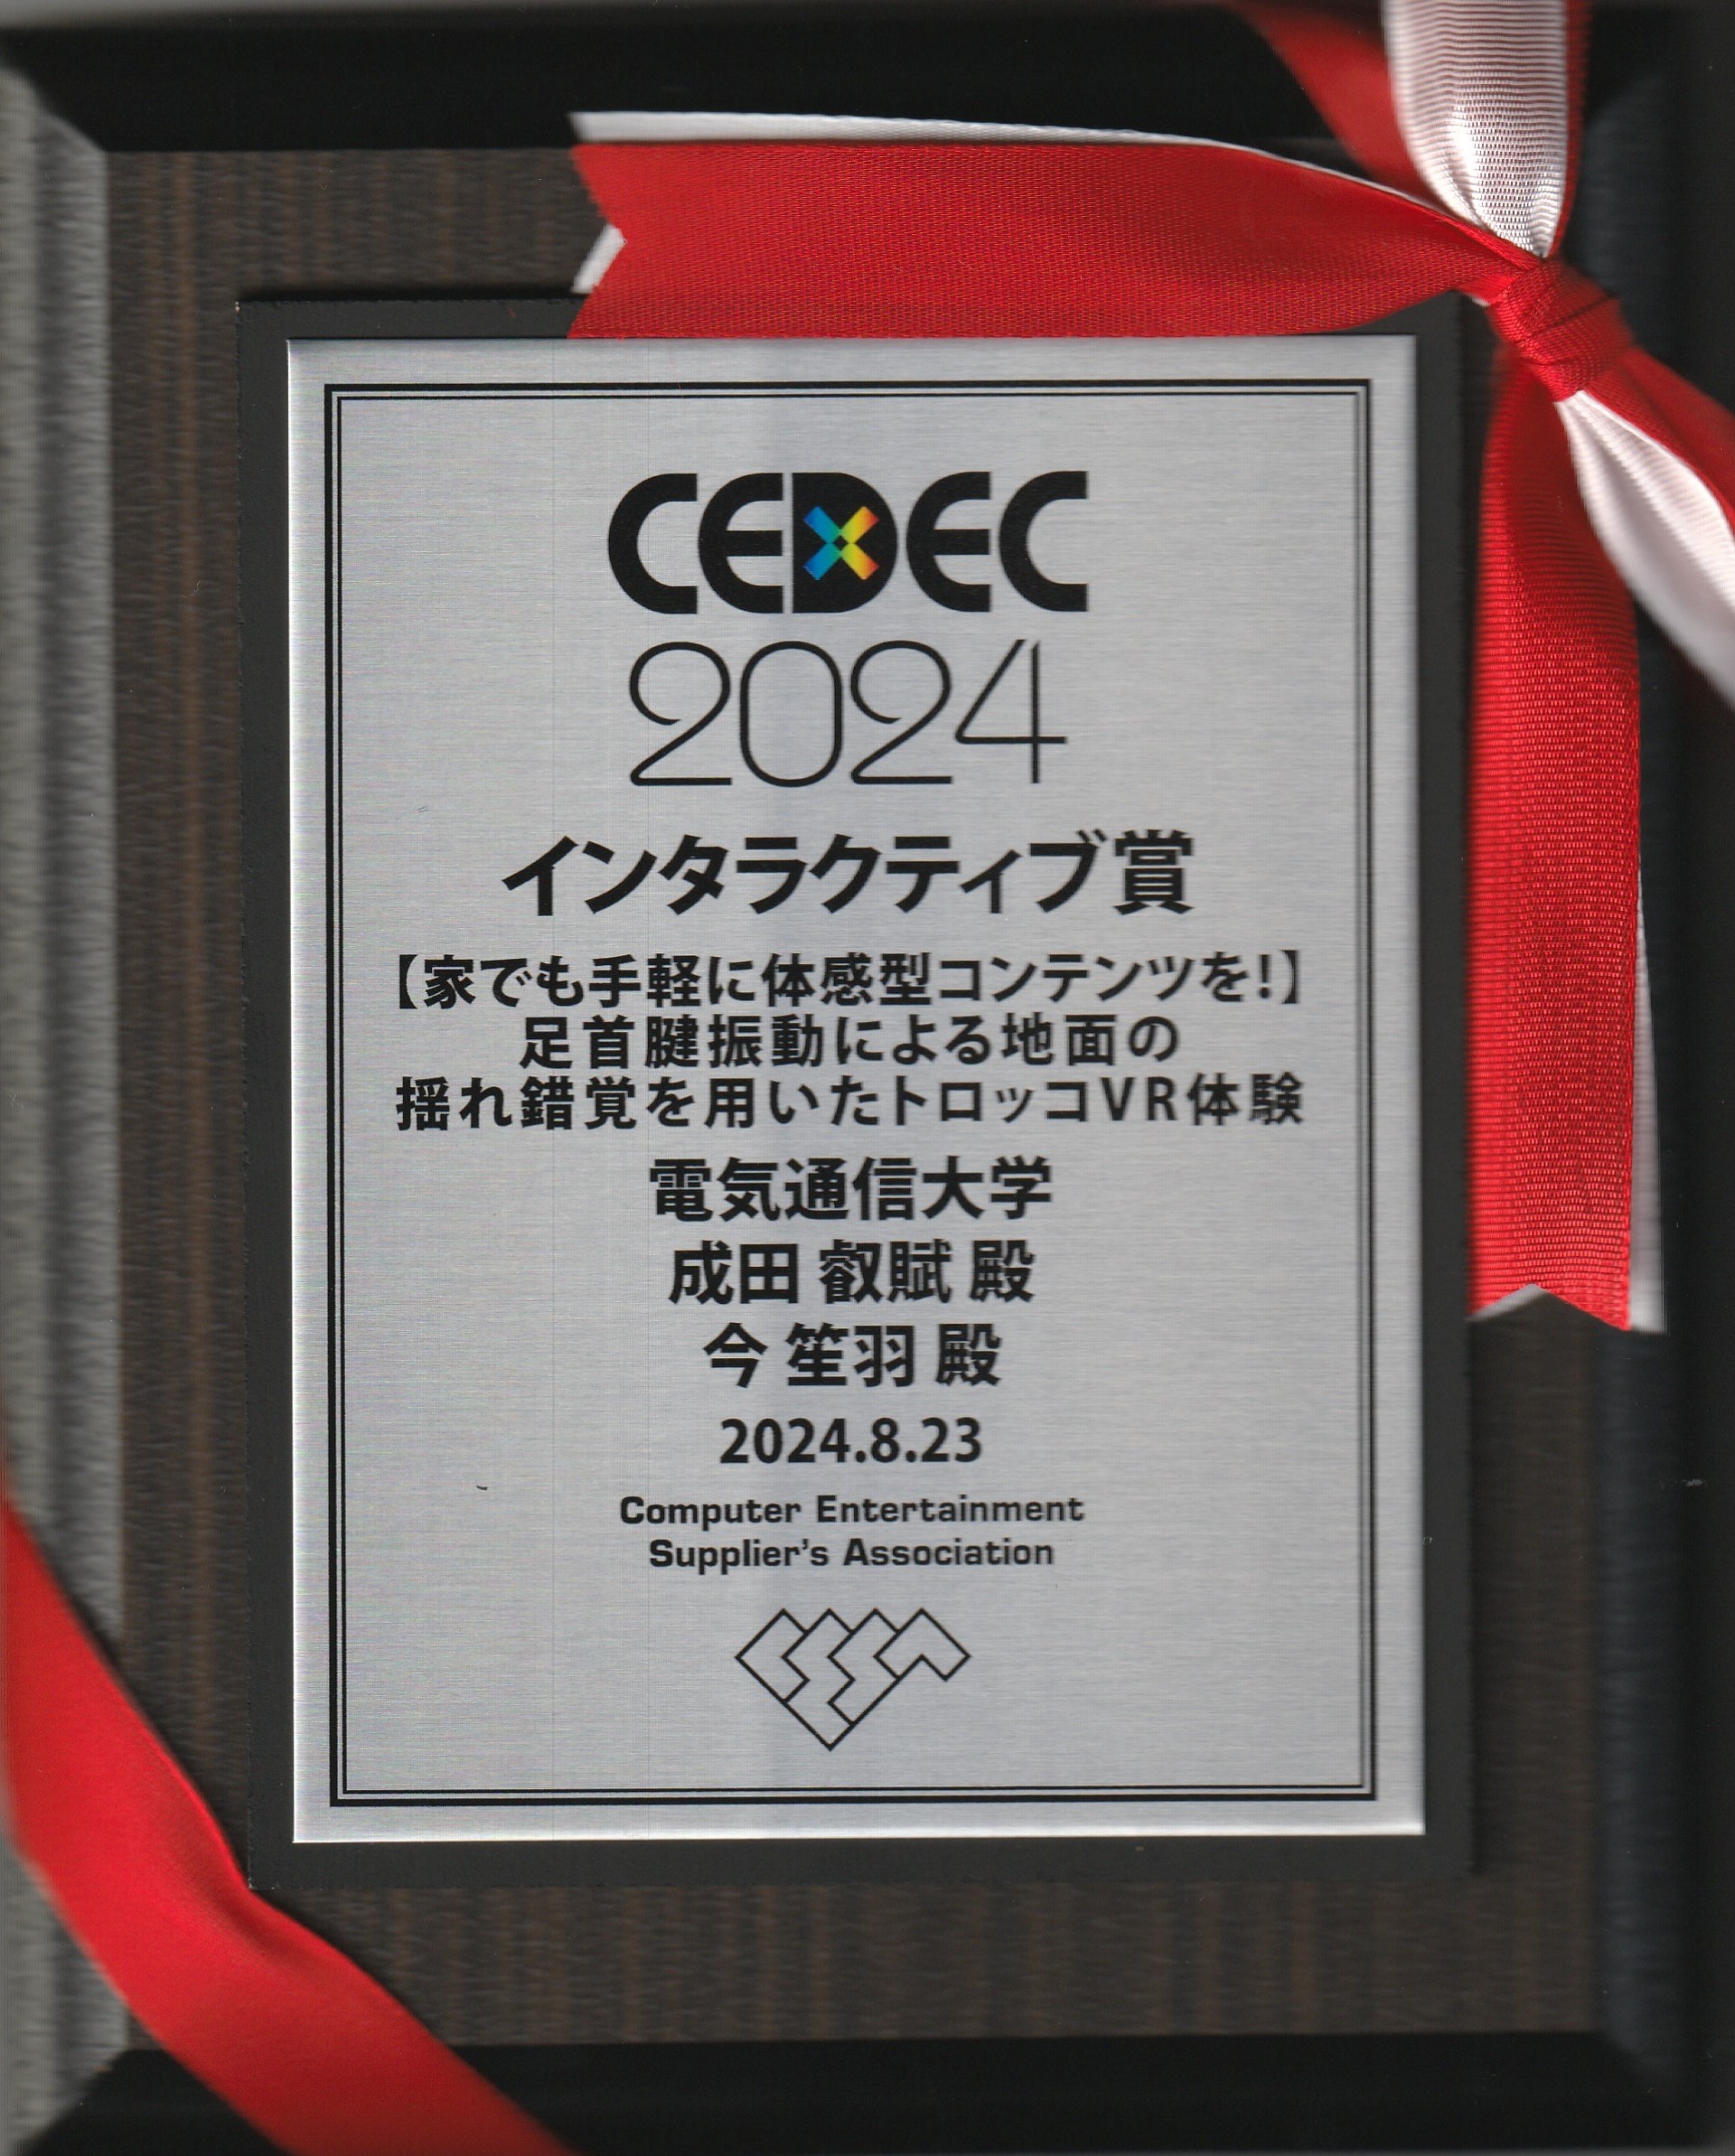 CEDEC
2024
インタラクティブ賞
【家でも手軽に体感型コンテンツを!】
足首腱振動による地面の
揺れ錯覚を用いたトロッコVR体験
電気通信大学
成田 叡賦 殿
今 笙羽 殿
2024.8.23
Computer Entertainment
Supplier's Association